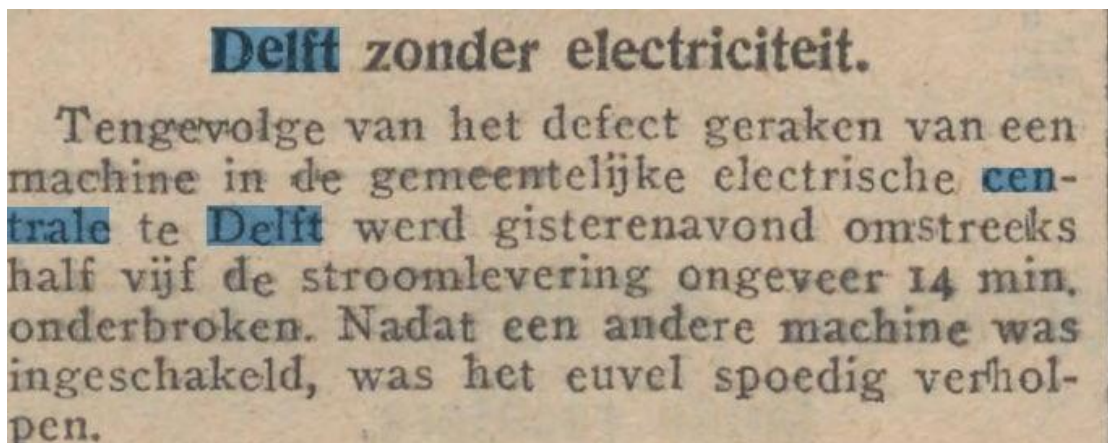 Delft zonder electriciteit.
Tengevolge van het defect geraken van een
machine in de gemeentelijke electrische cen-
trale te Delft werd gisterenavond omstreeks
half vijf de stroomlevering ongeveer 14 min.
onderbroken. Nadat een andere machine was
ingeschakeld, was het euvel spoedig verhol-
pen.